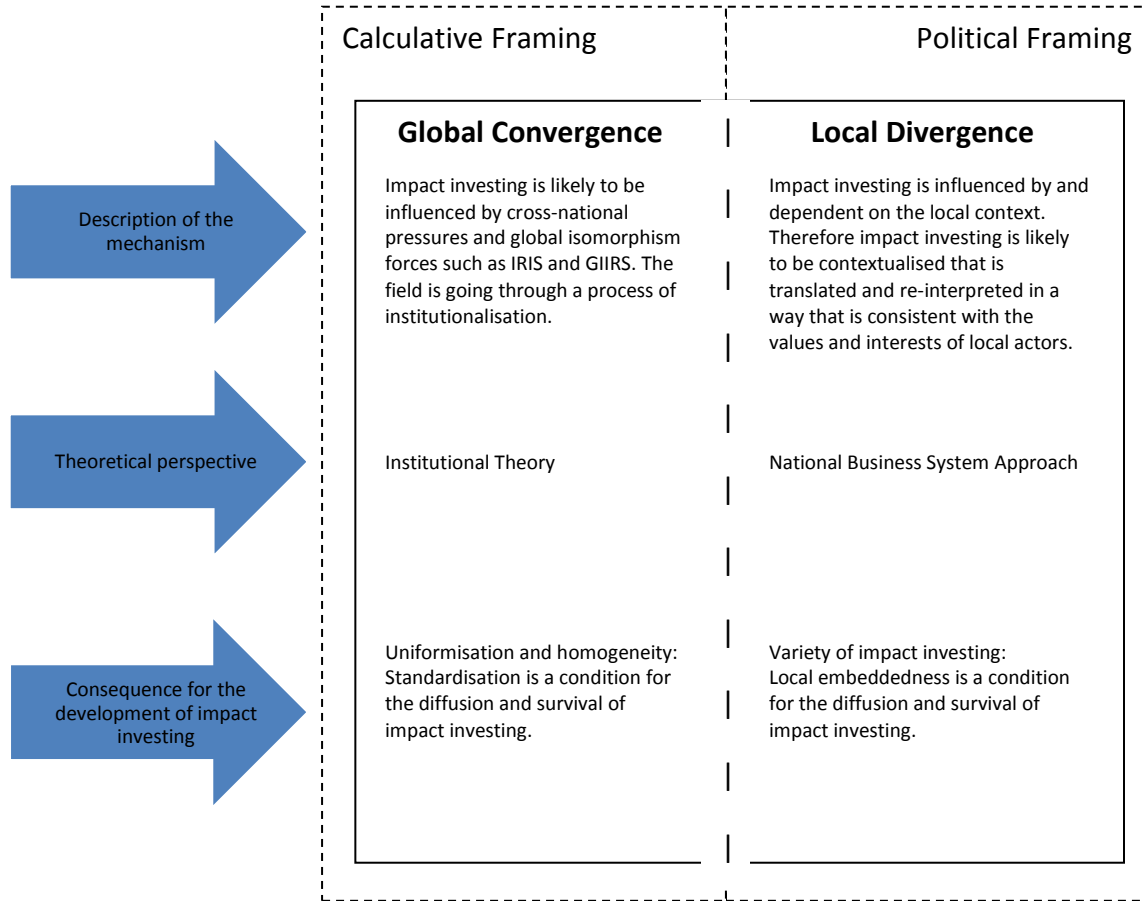 Calculative Framing
Political Framing
Global Convergence
Local Divergence
Description of the
mechanism
Impact investing is likely to be
influenced by cross-national
pressures and global isomorphism
forces such as IRIS and GIIRS. The
field is going through a process of
institutionalisation.
Impact investing is influenced by and
dependent on the local context.
Therefore impact investing is likely
to be contextualised that is
translated and re-interpreted in a
way that is consistent with the
values and interests of local actors.
Theoretical perspective
Institutional Theory
National Business System Approach
Consequence for the
development of impact
investing
Uniformisation and homogeneity:
Standardisation is a condition for
the diffusion and survival of
impact investing.
Variety of impact investing:
Local embeddedness is a condition
for the diffusion and survival of
impact investing.